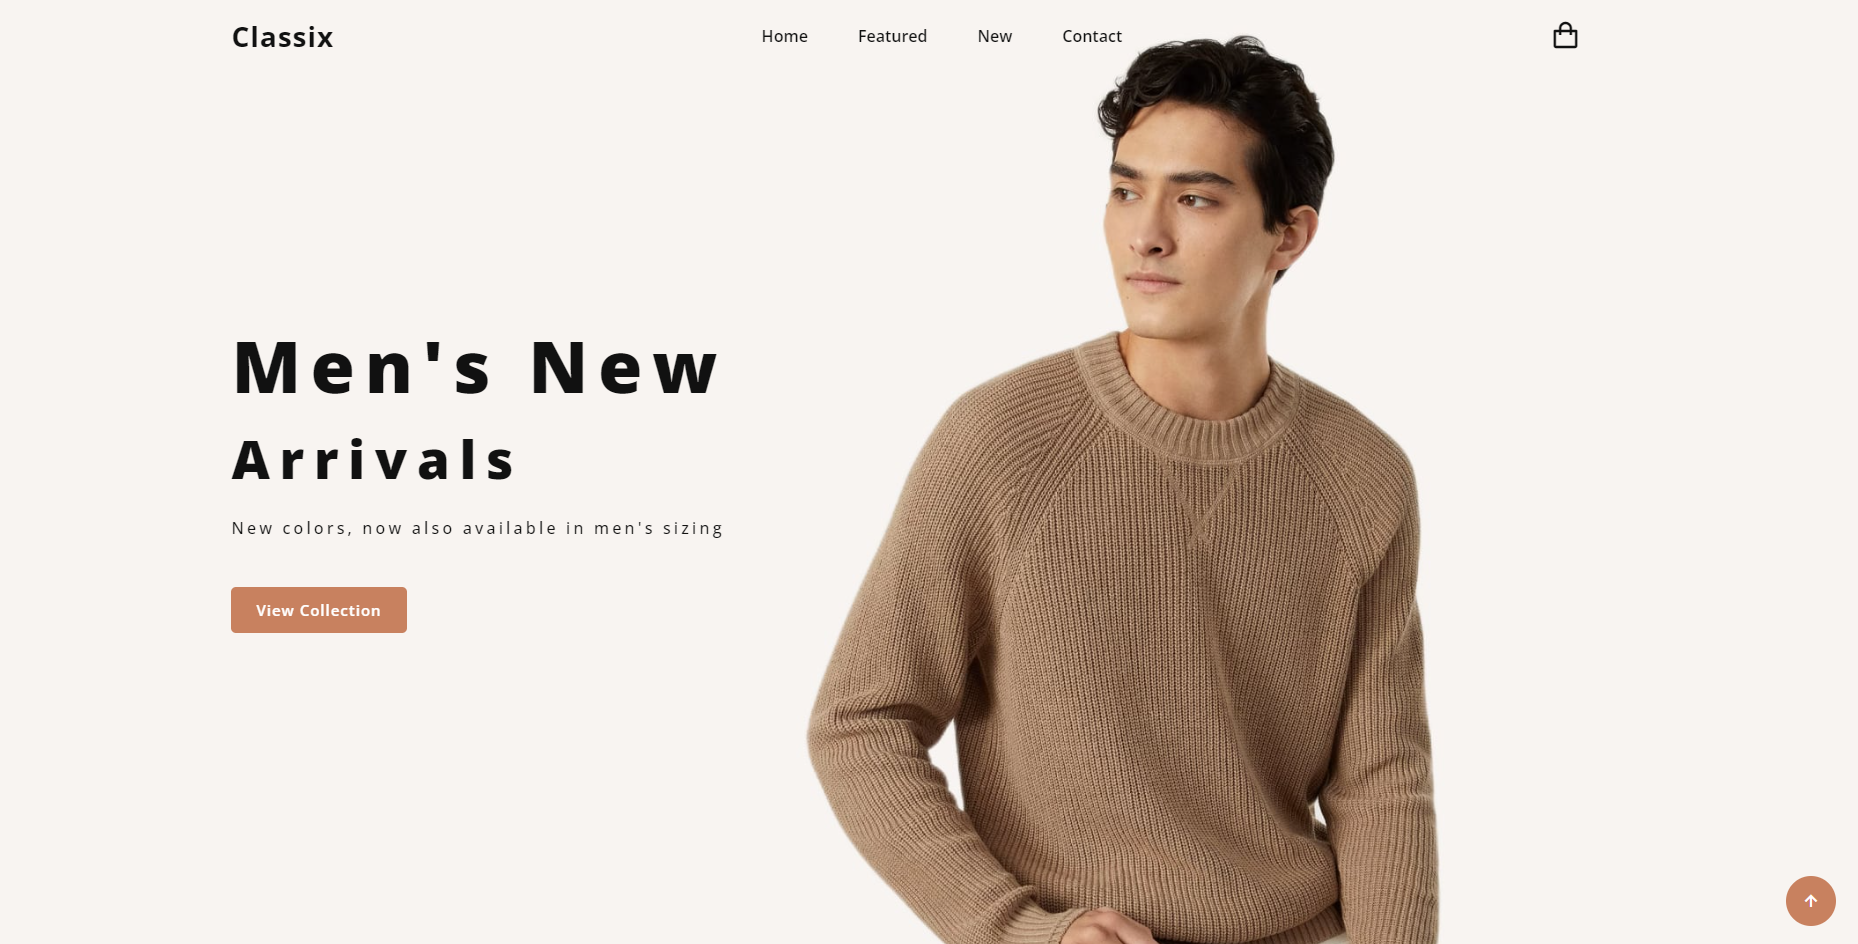 Classix
Home Featured New Contact
Men's New
Arrivals
New colors, now also available in men's sizing
View Collection